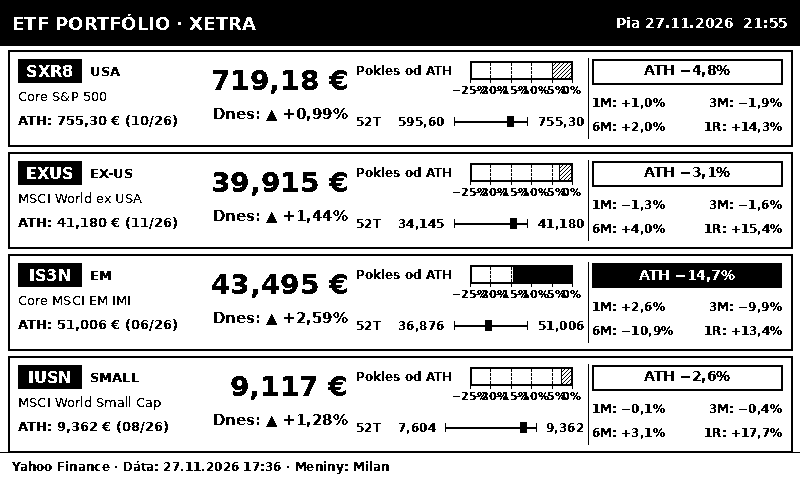 ETF PORTFÓLIO · XETRA
Pia 27.11.2026 21:55
SXR8 USA
Core S&P 500
ATH: 755,30 € (10/26)
719,18 €
Dnes: ▲ +0,99%
Pokles od ATH
−25% −20% −15% −10% −5% 0%
52T 595,60 755,30
ATH −4,8%
1M: +1,0% 3M: −1,9%
6M: +2,0% 1R: +14,3%
EXUS EX-US
MSCI World ex USA
ATH: 41,180 € (11/26)
39,915 €
Dnes: ▲ +1,44%
Pokles od ATH
−25% −20% −15% −10% −5% 0%
52T 34,145 41,180
ATH −3,1%
1M: −1,3% 3M: −1,6%
6M: +4,0% 1R: +15,4%
IS3N EM
Core MSCI EM IMI
ATH: 51,006 € (06/26)
43,495 €
Dnes: ▲ +2,59%
Pokles od ATH
−25% −20% −15% −10% −5% 0%
52T 36,876 51,006
ATH −14,7%
1M: +2,6% 3M: −9,9%
6M: −10,9% 1R: +13,4%
IUSN SMALL
MSCI World Small Cap
ATH: 9,362 € (08/26)
9,117 €
Dnes: ▲ +1,28%
Pokles od ATH
−25% −20% −15% −10% −5% 0%
52T 7,604 9,362
ATH −2,6%
1M: −0,1% 3M: −0,4%
6M: +3,1% 1R: +17,7%
Yahoo Finance · Dáta: 27.11.2026 17:36 · Meniny: Milan